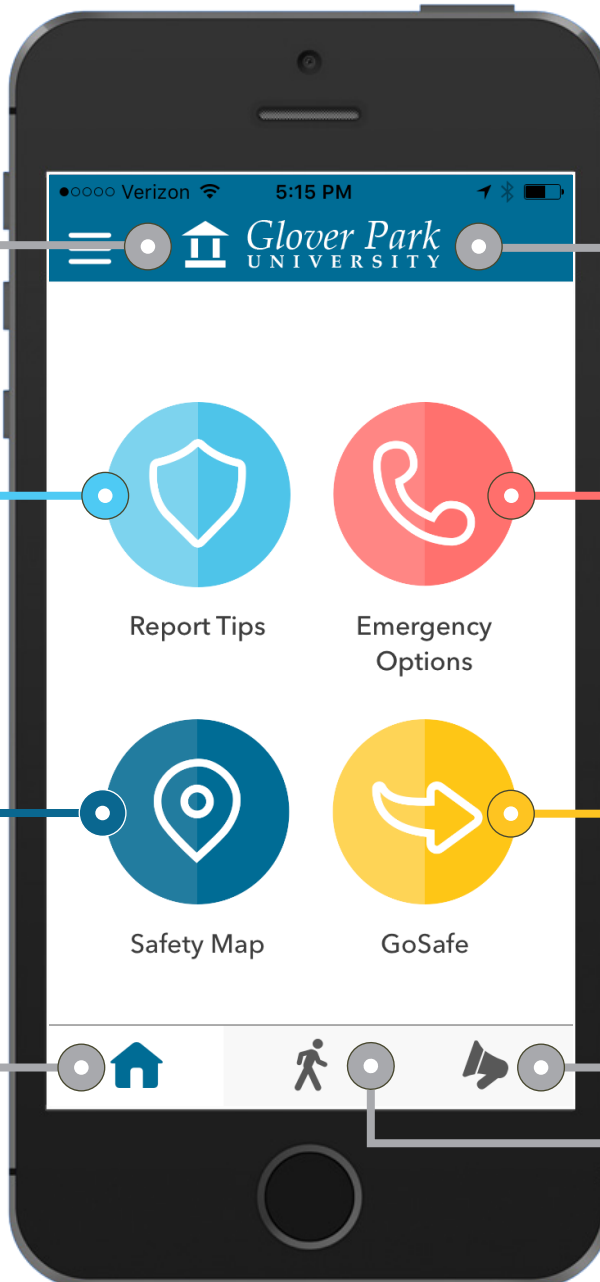 Verizon 5:15 PM
Glover Park
UNIVERSITY
Report Tips
Emergency
Options
Safety Map
GoSafe